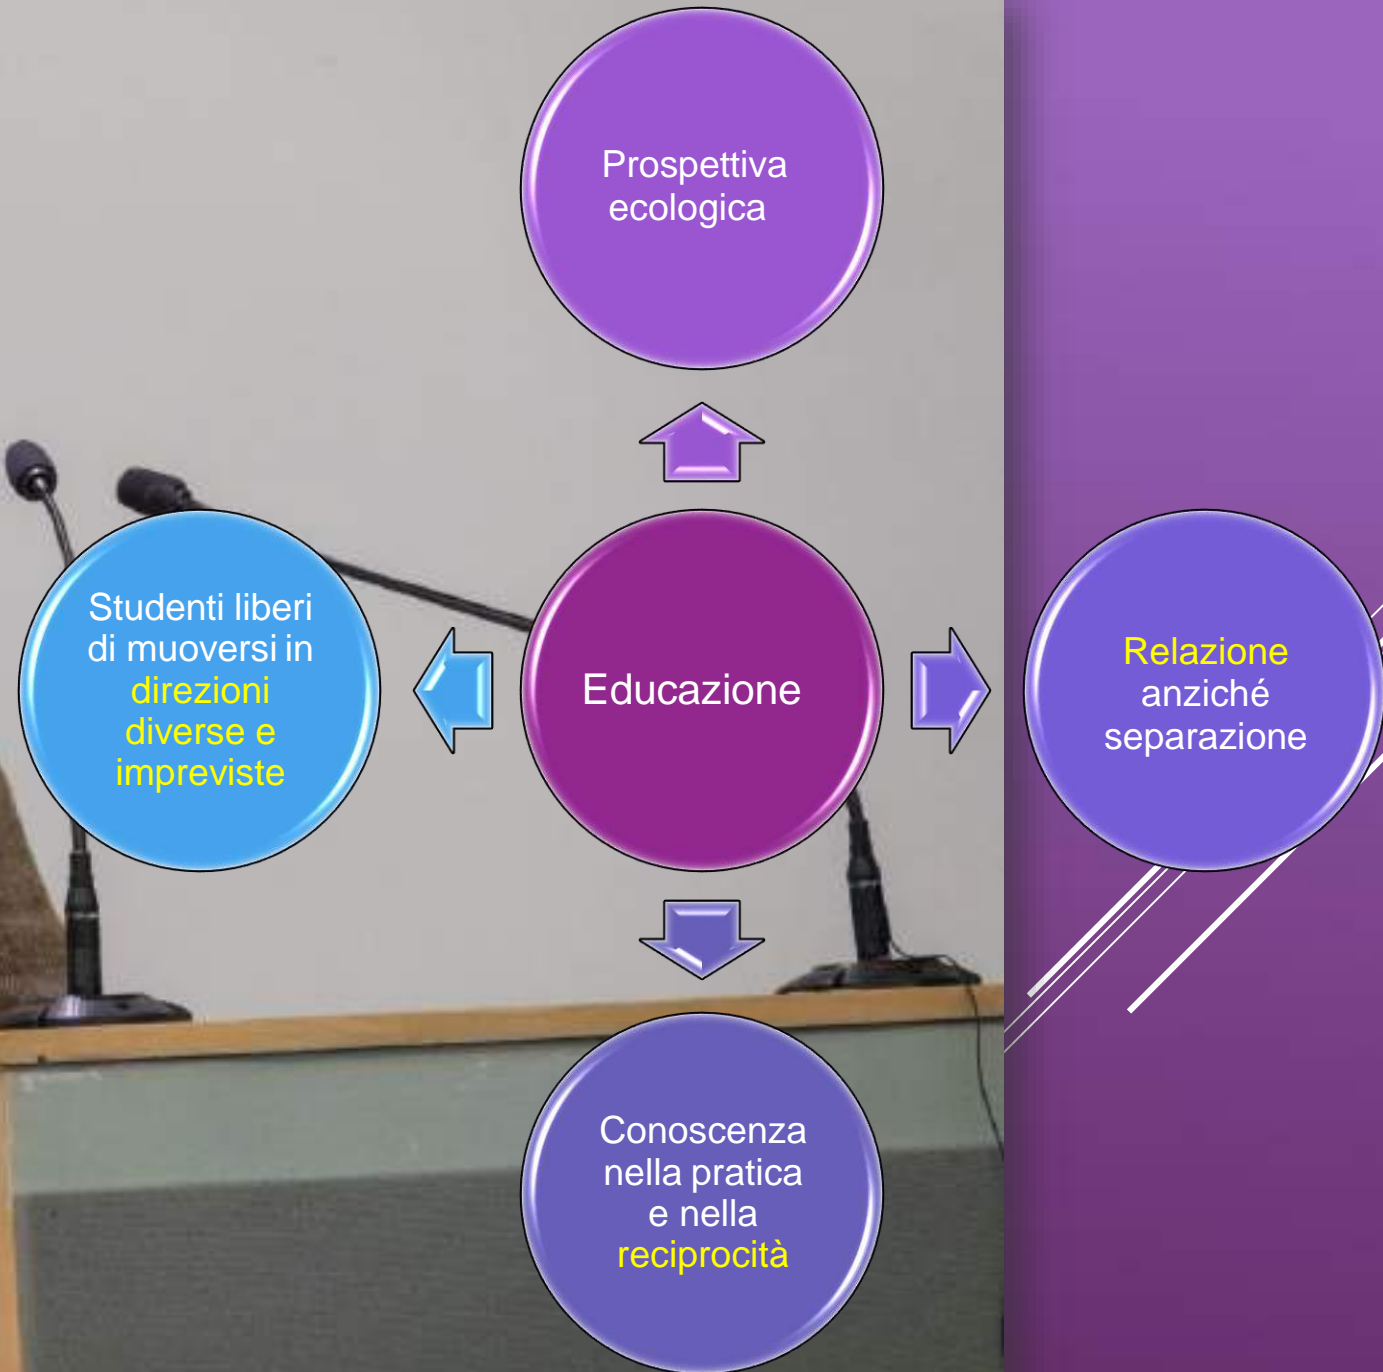 Prospettiva
ecologica
Studenti liberi
di muoversi in
direzioni
diverse e
impreviste
Educazione
Relazione
anziché
separazione
Conoscenza
nella pratica
e nella
reciprocità